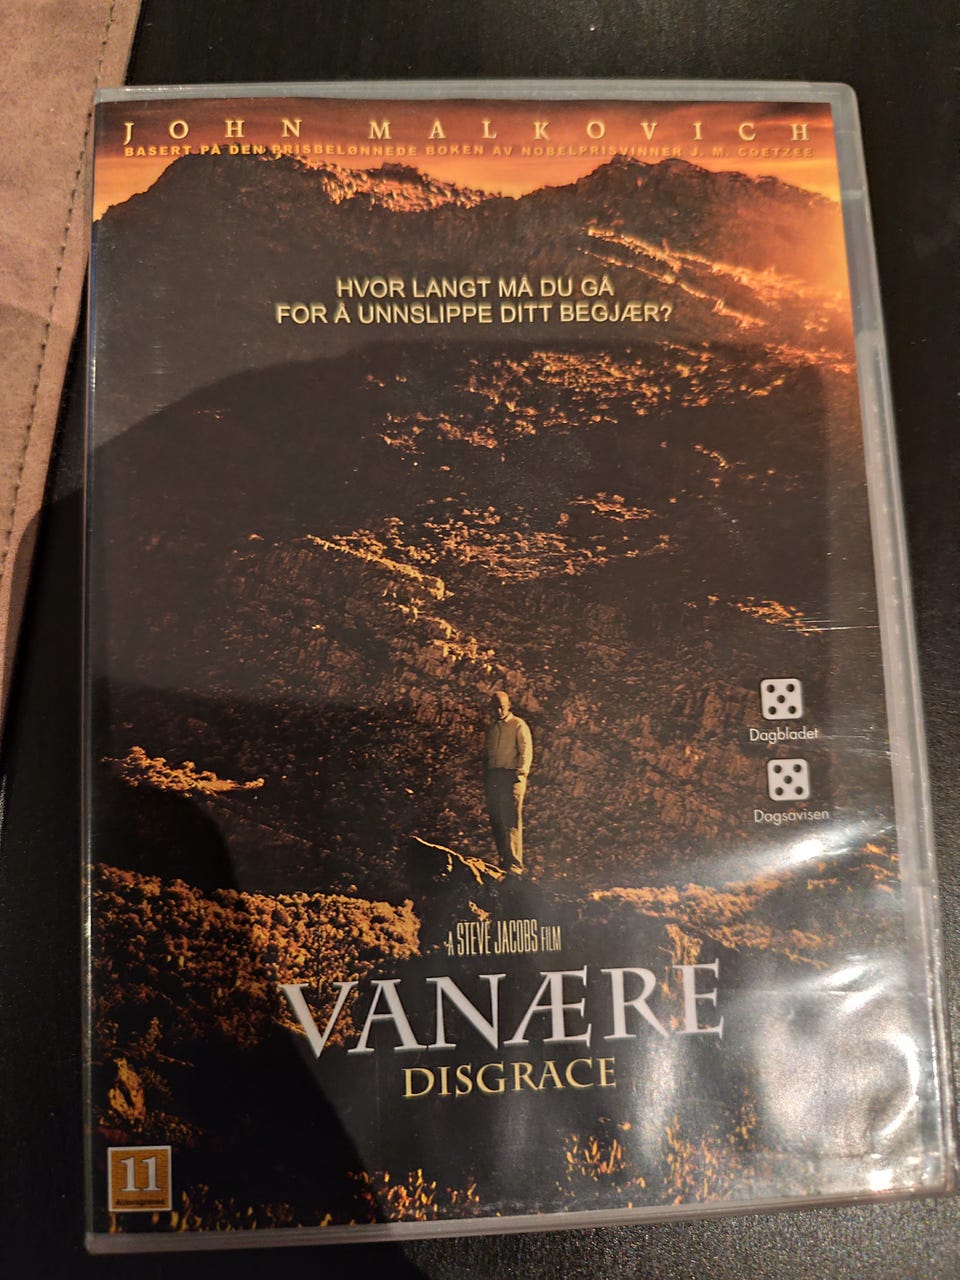 JOHN MALKOVICH
BASERT PÅ DEN PRISBELØNNEDE BOKEN AV NOBELPRISVINNER J. M. COETZEE
HVOR LANGT MÅ DU GÅ
FOR Å UNNSLIPPE DITT BEGJÆR?
Dagbladet
Dagsavisen
A STEVE JACOBS FILM
VANÆRE
DISGRACE
11